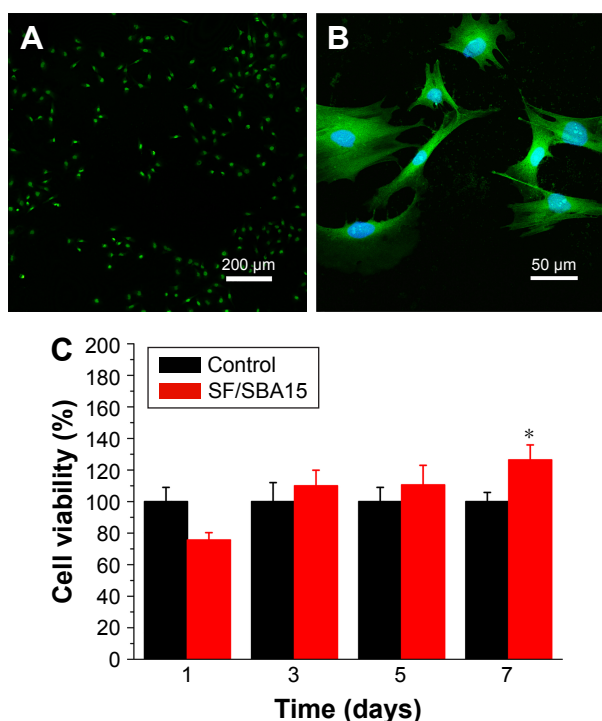 A
B
200 µm
50 µm
C
Control
SF/SBA15
Cell viability (%)
200
180
160
140
120
100
80
60
40
20
0
*
1 3 5 7
Time (days)